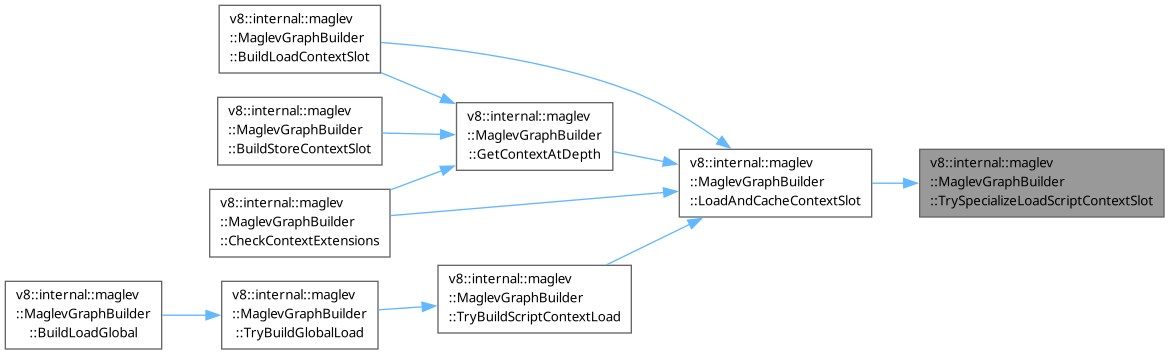 v8::internal::maglev
::MaglevGraphBuilder
::BuildLoadContextSlot
v8::internal::maglev
::MaglevGraphBuilder
::BuildStoreContextSlot
v8::internal::maglev
::MaglevGraphBuilder
::GetContextAtDepth
v8::internal::maglev
::MaglevGraphBuilder
::CheckContextExtensions
v8::internal::maglev
::MaglevGraphBuilder
::LoadAndCacheContextSlot
v8::internal::maglev
::MaglevGraphBuilder
::TrySpecializeLoadScriptContextSlot
v8::internal::maglev
::MaglevGraphBuilder
::BuildLoadGlobal
v8::internal::maglev
::MaglevGraphBuilder
::TryBuildGlobalLoad
v8::internal::maglev
::MaglevGraphBuilder
::TryBuildScriptContextLoad